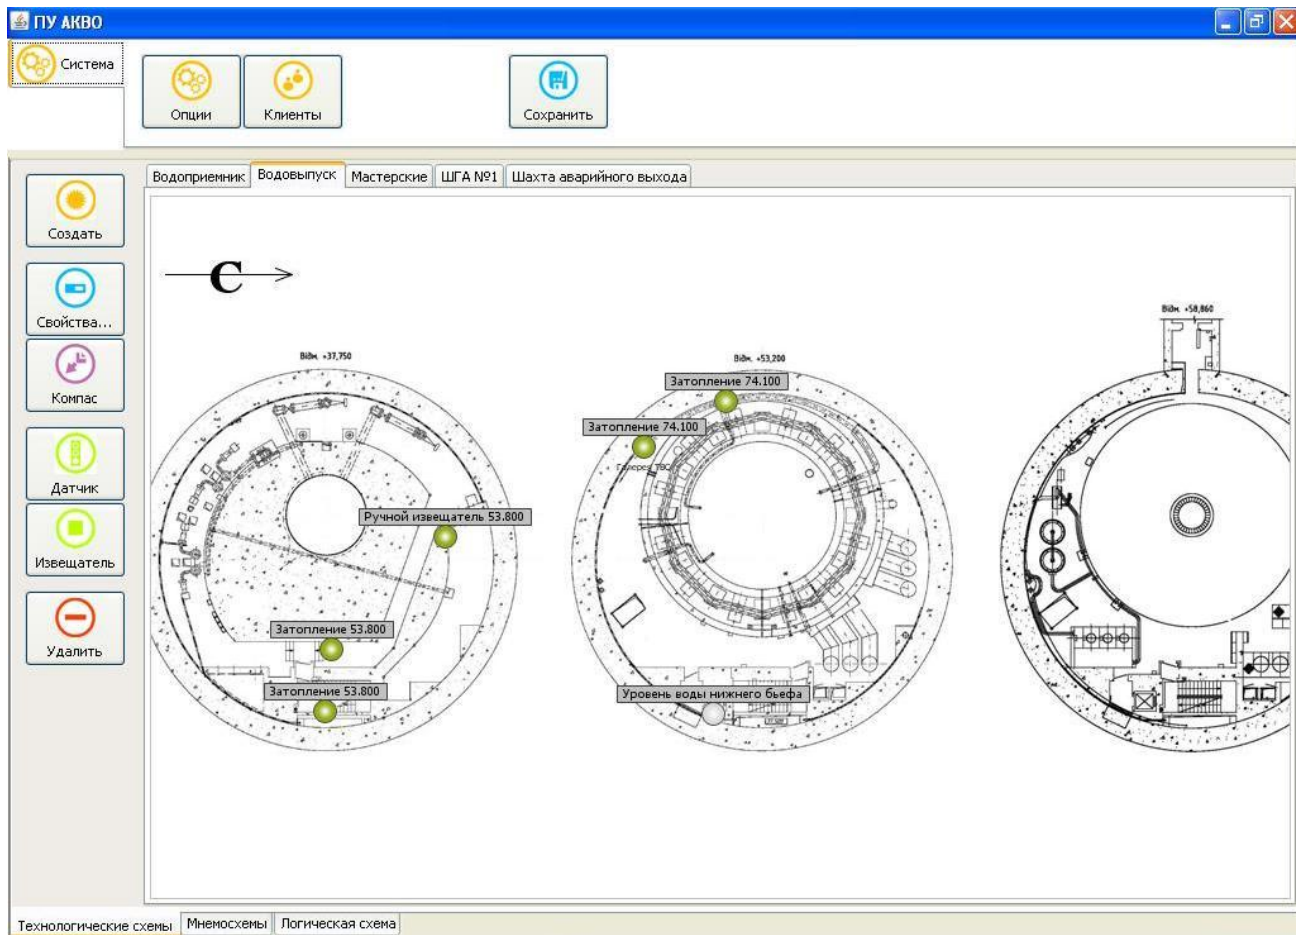 ПУ АКВО
Система
Опции
Клиенты
Сохранить
Водоприемник
Водовыпуск
Мастерские
ШГА №1
Шахта аварийного выхода
Создать
Свойства...
Компас
Датчик
Извещатель
Удалить
С
Відм. +58,860
Відм. +37,750
Відм. +53,200
Затопление 74.100
Затопление 74.100
Галерея ТВС
Ручной извещатель 53.800
Затопление 53.800
Затопление 53.800
Уровень воды нижнего бьефа
Технологические схемы
Мнемосхемы
Логическая схема